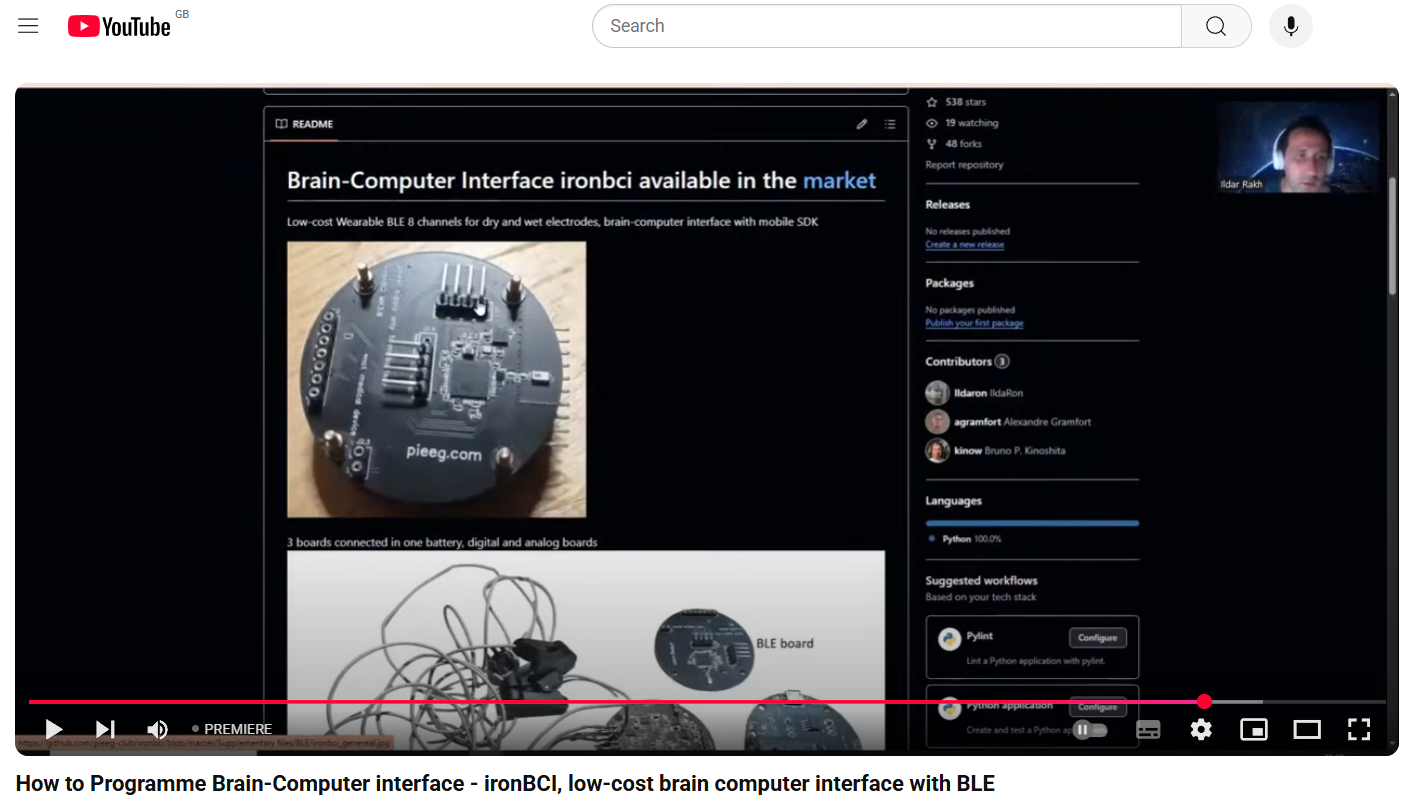 YouTube GB
Search
README
Brain-Computer Interface ironbci available in the market
Low-cost Wearable BLE 8 channels for dry and wet electrodes, brain-computer interface with mobile SDK
not medical device
pieeg.com
3 boards connected in one battery, digital and analog boards
BLE board
538 stars
19 watching
48 forks
Report repository
Releases
No releases published
Create a new release
Packages
No packages published
Publish your first package
Contributors 3
Ildaron IldaRon
agramfort Alexandre Gramfort
kinow Bruno P. Kinoshita
Languages
Python 100.0%
Suggested workflows
Based on your tech stack
Pylint
Configure
Lint a Python application with pylint.
Python application
Configure
Create and test a Python
Ildar Rakh
PREMIERE
https://github.com/pieeg-club/ironbci/blob/master/Supplementary files/BLE/ironbci_genereal.jpg
How to Programme Brain-Computer interface - ironBCI, low-cost brain computer interface with BLE